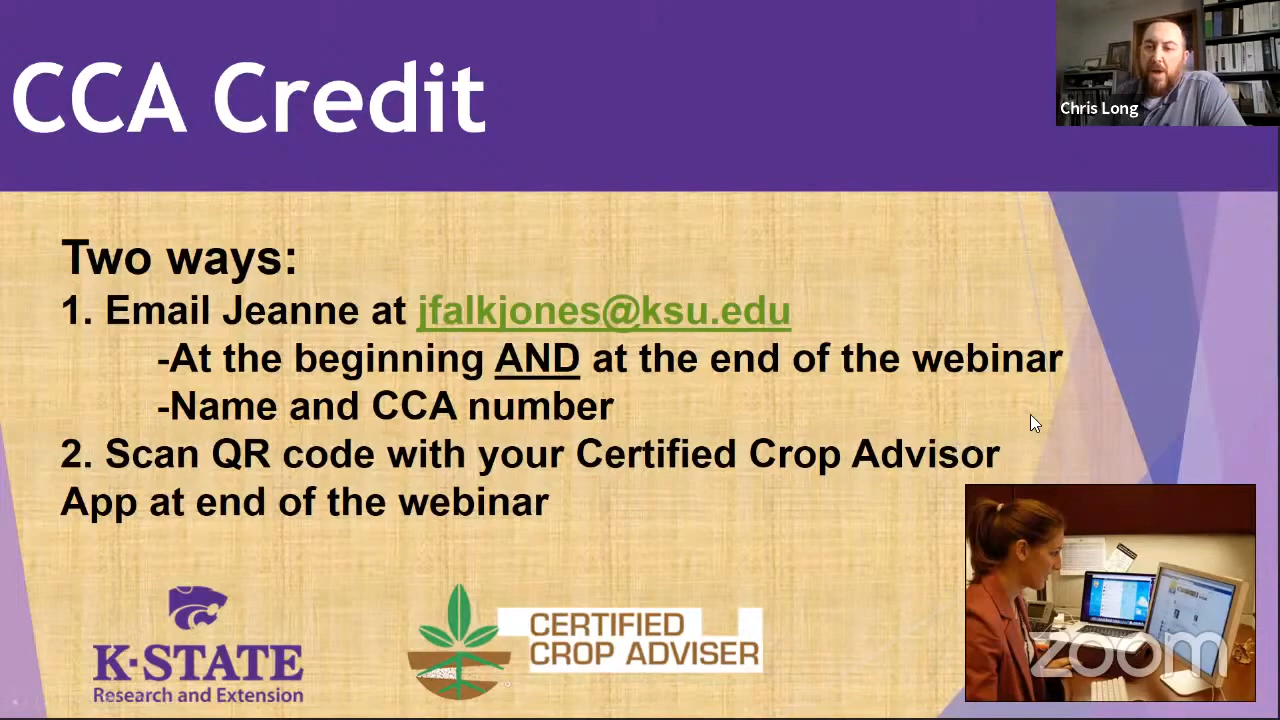 CCA Credit
Chris Long
Two ways:
1. Email Jeanne at jfalkjones@ksu.edu
-At the beginning AND at the end of the webinar
-Name and CCA number
2. Scan QR code with your Certified Crop Advisor
App at end of the webinar
K-STATE
Research and Extension
CERTIFIED
CROP ADVISER
zoom